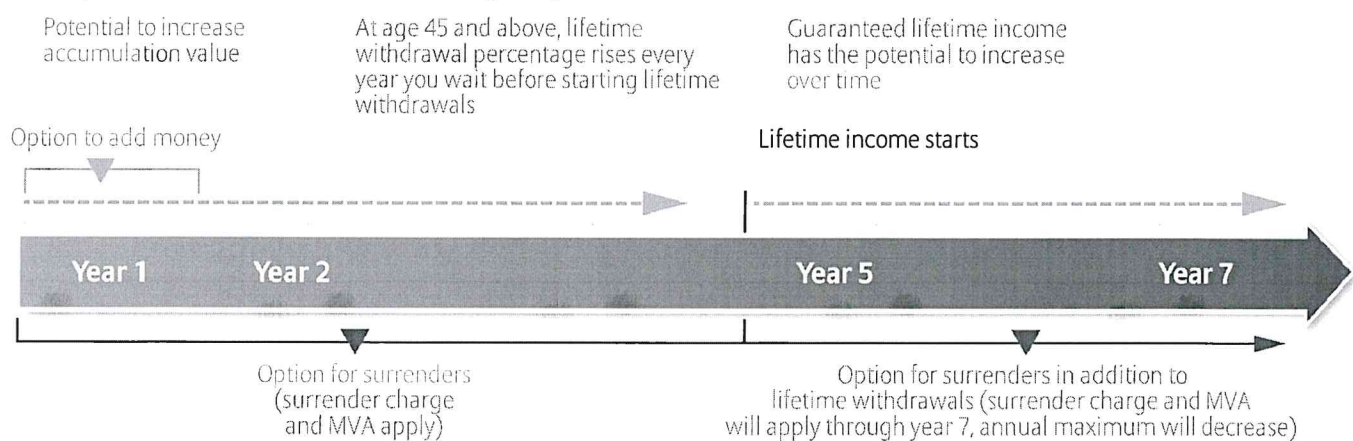 Potential to increase
accumulation value
At age 45 and above, lifetime
withdrawal percentage rises every
year you wait before starting lifetime
withdrawals
Guaranteed lifetime income
has the potential to increase
over time
Option to add money
Lifetime income starts
Year 1
Year 2
Year 5
Year 7
Option for surrenders
(surrender charge
and MVA apply)
Option for surrenders in addition to
lifetime withdrawals (surrender charge and MVA
will apply through year 7, annual maximum will decrease)